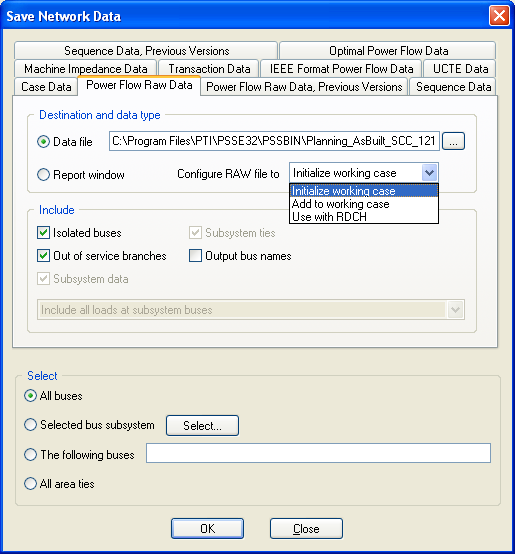 Save Network Data
Sequence Data, Previous Versions
Optimal Power Flow Data
Machine Impedance Data
Transaction Data
IEEE Format Power Flow Data
UCTE Data
Case Data
Power Flow Raw Data
Power Flow Raw Data, Previous Versions
Sequence Data
Destination and data type
Data file
C:\Program Files\PTI\PSSE32\PSSBIN\Planning_AsBuilt_SCC_121
...
Report window
Configure RAW file to
Initialize working case
Initialize working case
Add to working case
Use with RDCH
Include
Isolated buses
Subsystem ties
Out of service branches
Output bus names
Subsystem data
Include all loads at subsystem buses
Select
All buses
Selected bus subsystem
Select...
The following buses
All area ties
OK
Close